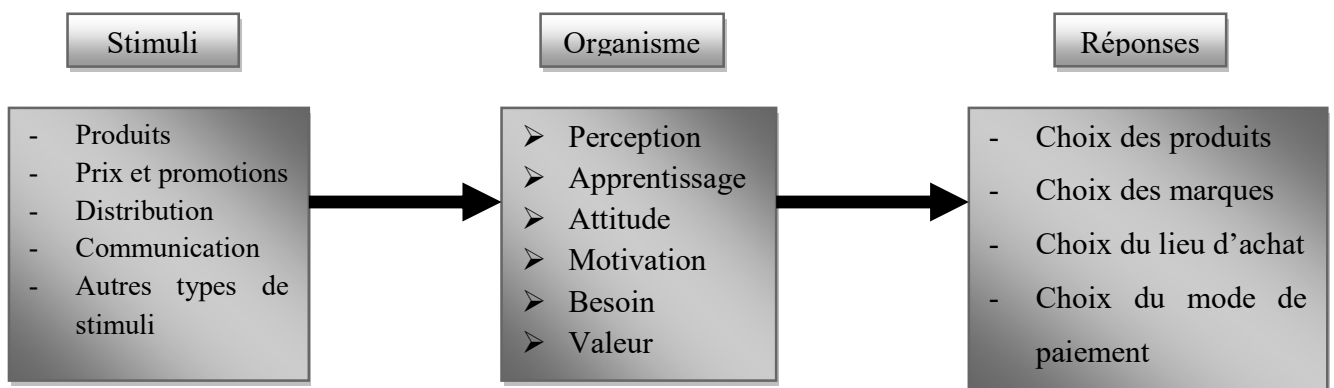 Stimuli
Organisme
Réponses
- Produits
- Prix et promotions
- Distribution
- Communication
- Autres types de
stimuli
➢ Perception
➢ Apprentissage
➢ Attitude
➢ Motivation
➢ Besoin
➢ Valeur
- Choix des produits
- Choix des marques
- Choix du lieu d’achat
- Choix du mode de
paiement